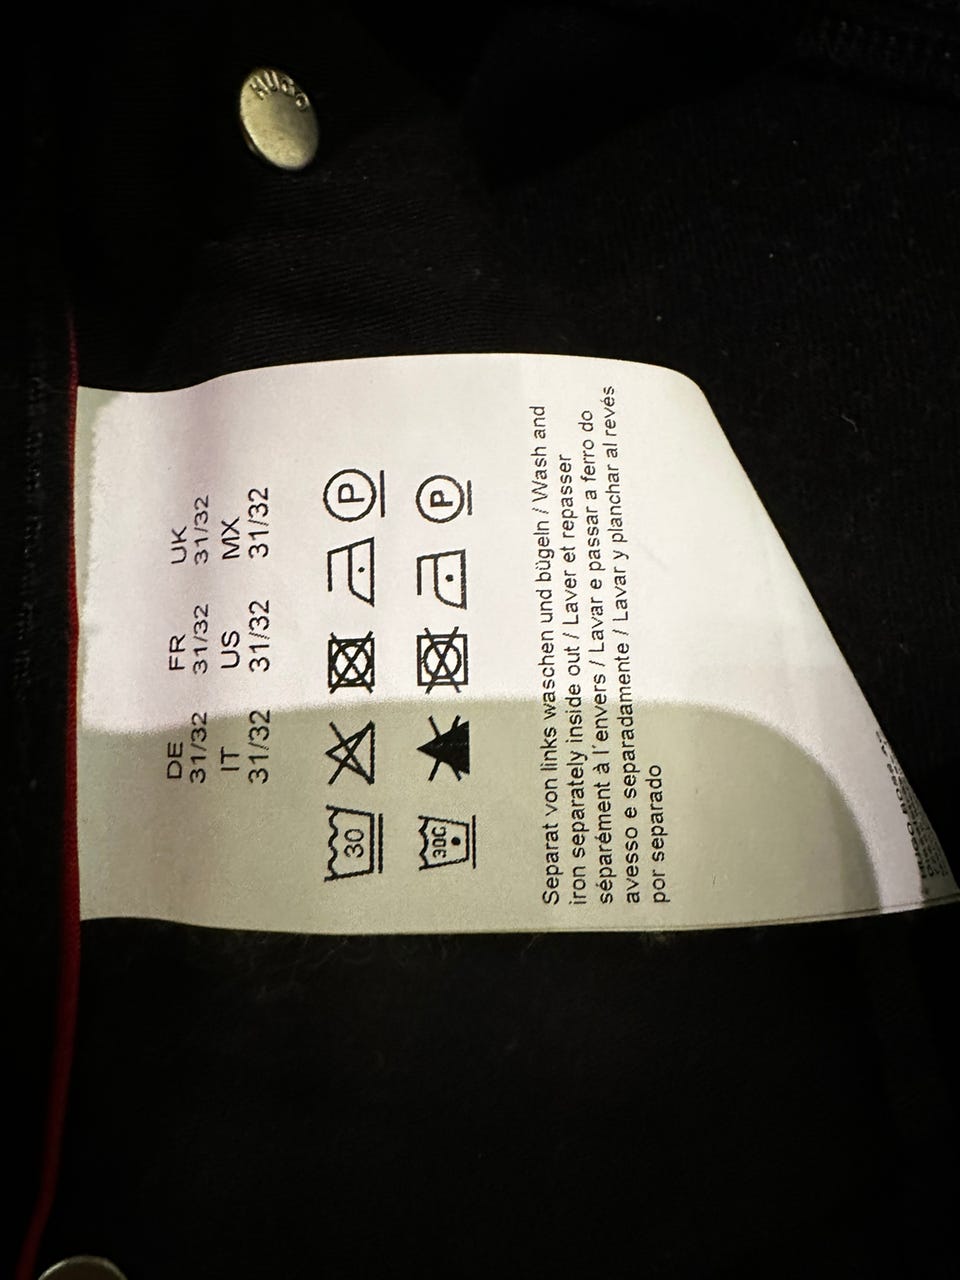 HUGO
DE FR UK
31/32 31/32 31/32
IT US MX
31/32 31/32 31/32
30 P
30C P
Separat von links waschen und bügeln / Wash and
iron separately inside out / Laver et repasser
séparément à l'envers / Lavar e passar a ferro do
avesso e separadamente / Lavar y planchar al revés
por separado